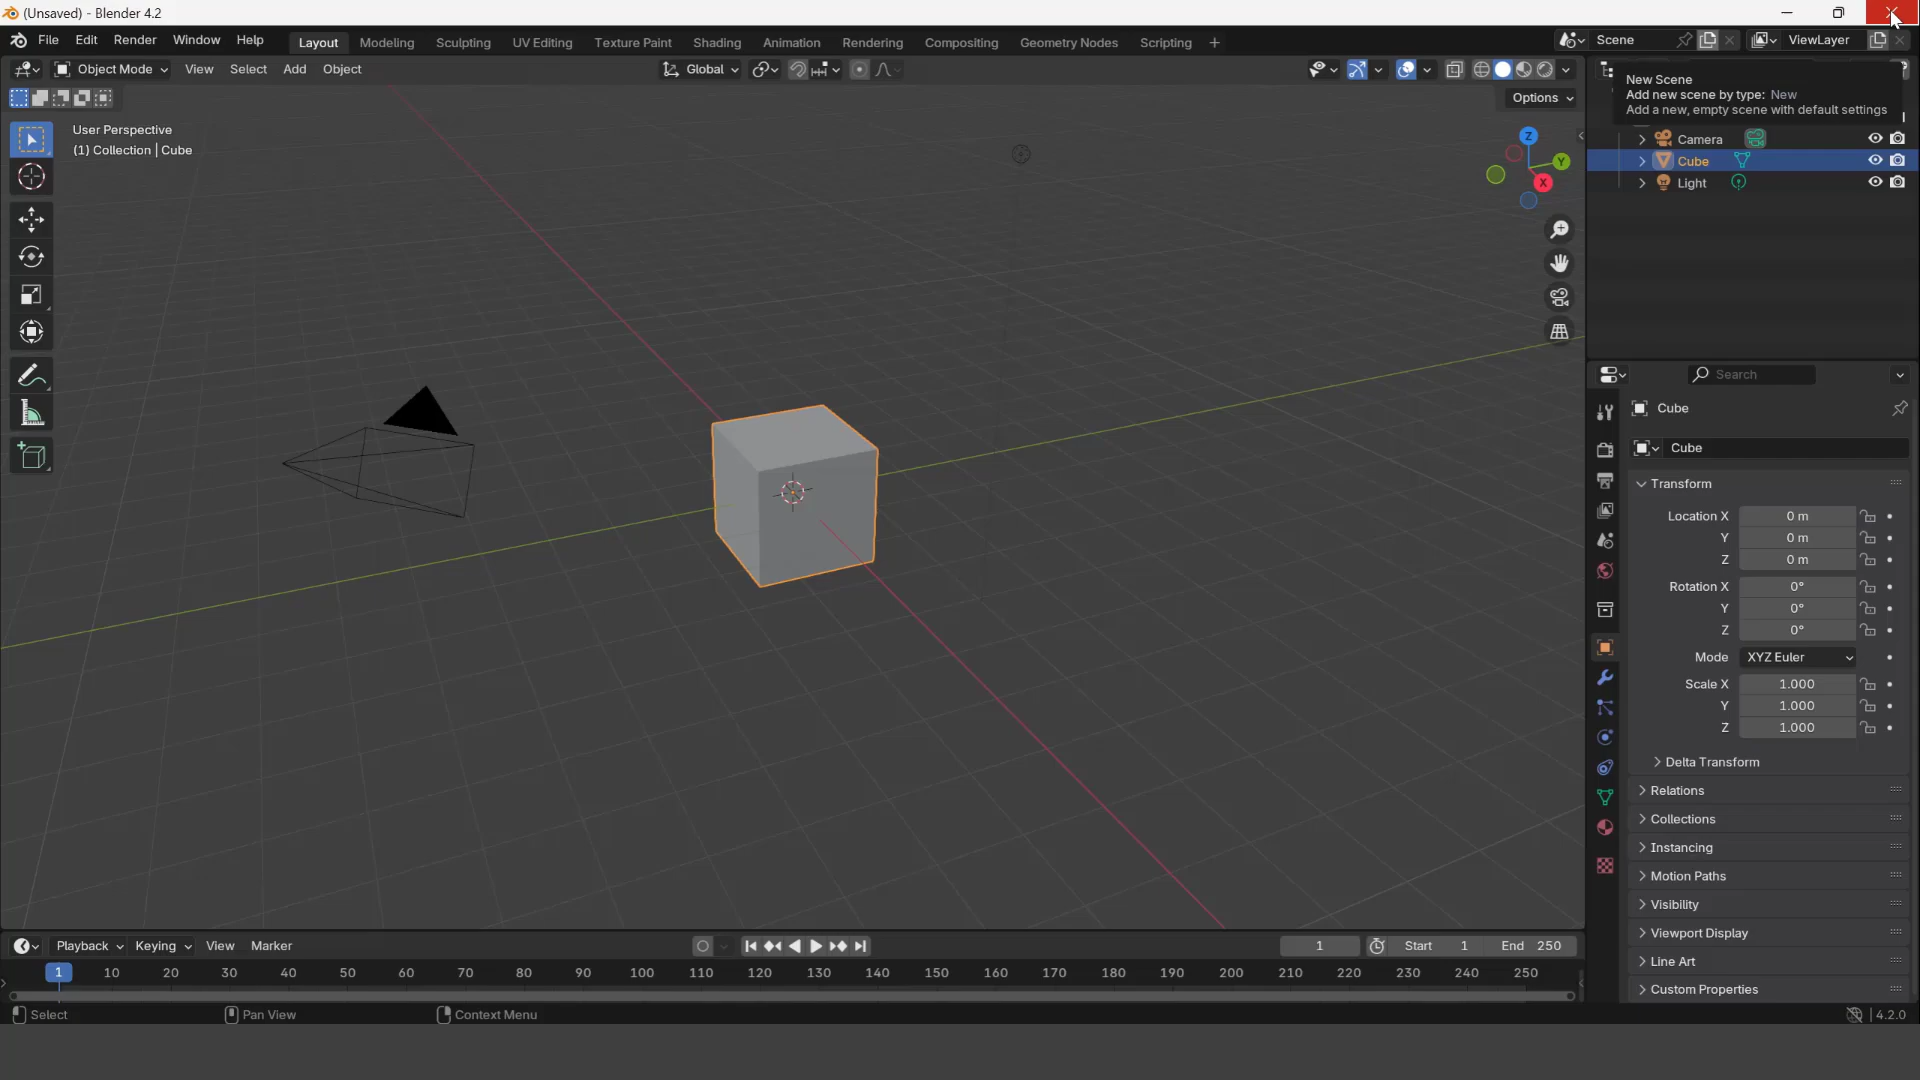 (Unsaved) - Blender 4.2
File Edit Render Window Help Layout Modeling Sculpting UV Editing Texture Paint Shading Animation Rendering Compositing Geometry Nodes Scripting + Scene ViewLayer
Object Mode View Select Add Object Global
New Scene
Add new scene by type: New
Add a new, empty scene with default settings
Options
User Perspective
(1) Collection | Cube
Z
Y
X
Camera
Cube
Light
Search
Cube
Cube
Transform
Location X 0 m
Y 0 m
Z 0 m
Rotation X 0°
Y 0°
Z 0°
Mode XYZ Euler
Scale X 1.000
Y 1.000
Z 1.000
Delta Transform
Relations
Collections
Instancing
Motion Paths
Visibility
Viewport Display
Line Art
Custom Properties
Playback Keying View Marker 1 Start 1 End 250
1 10 20 30 40 50 60 70 80 90 100 110 120 130 140 150 160 170 180 190 200 210 220 230 240 250
Select Pan View Context Menu 4.2.0